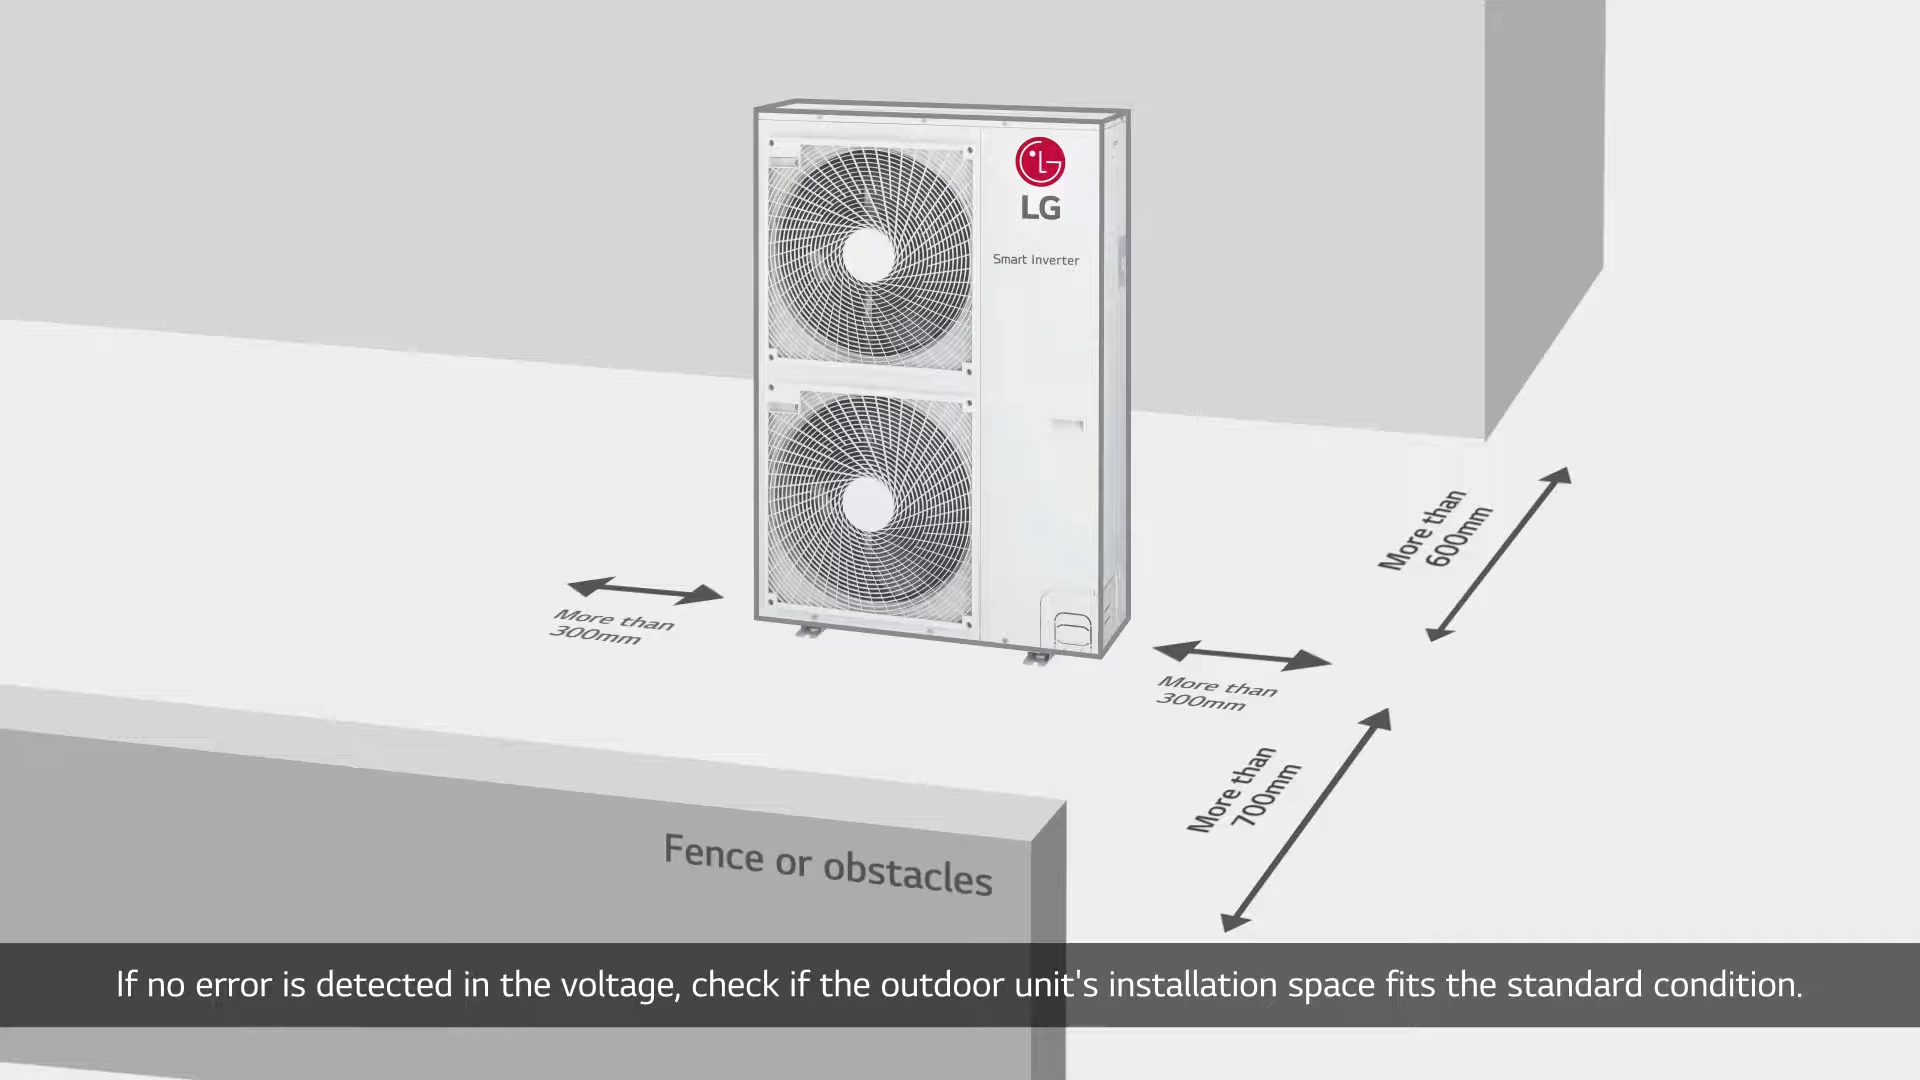 LG
Smart Inverter
More than
600mm
More than
300mm
More than
300mm
More than
700mm
Fence or obstacles
If no error is detected in the voltage, check if the outdoor unit's installation space fits the standard condition.